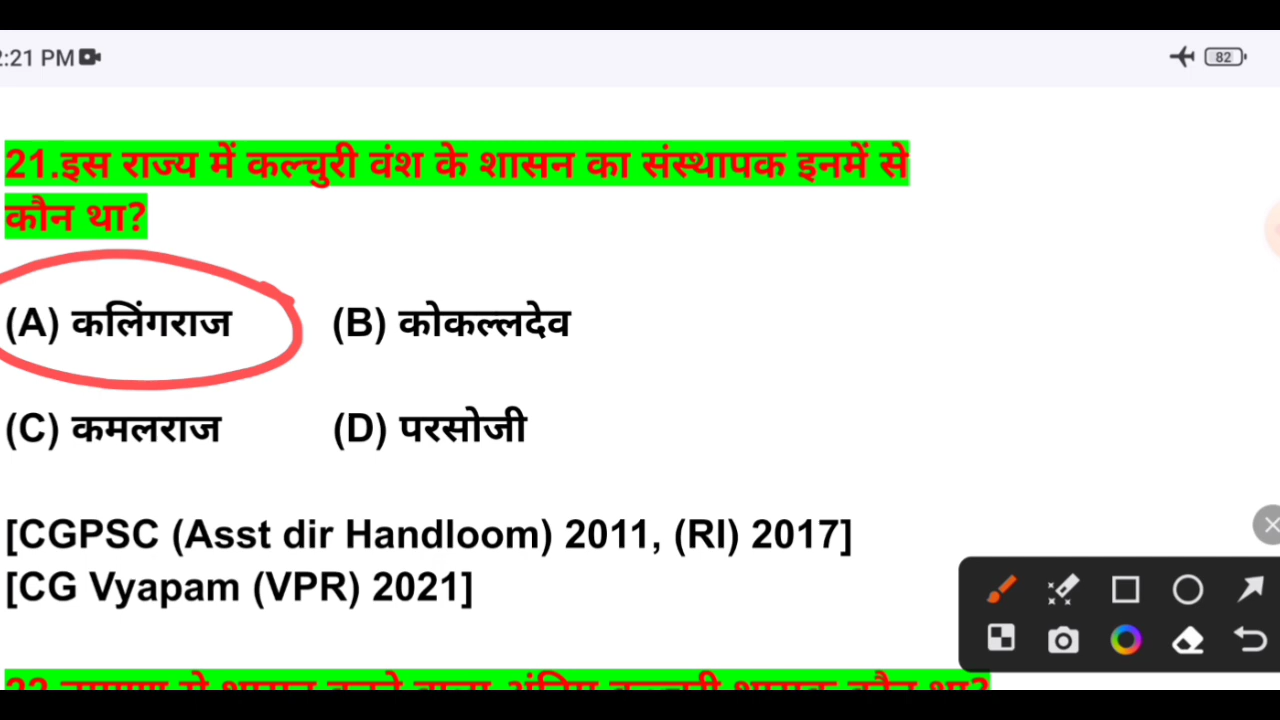 :21 PM
82
21.इस राज्य में कल्चुरी वंश के शासन का संस्थापक इनमें से
कौन था?
(A) कलिंगराज (B) कोकल्लदेव
(C) कमलराज (D) परसोजी
[CGPSC (Asst dir Handloom) 2011, (RI) 2017]
[CG Vyapam (VPR) 2021]